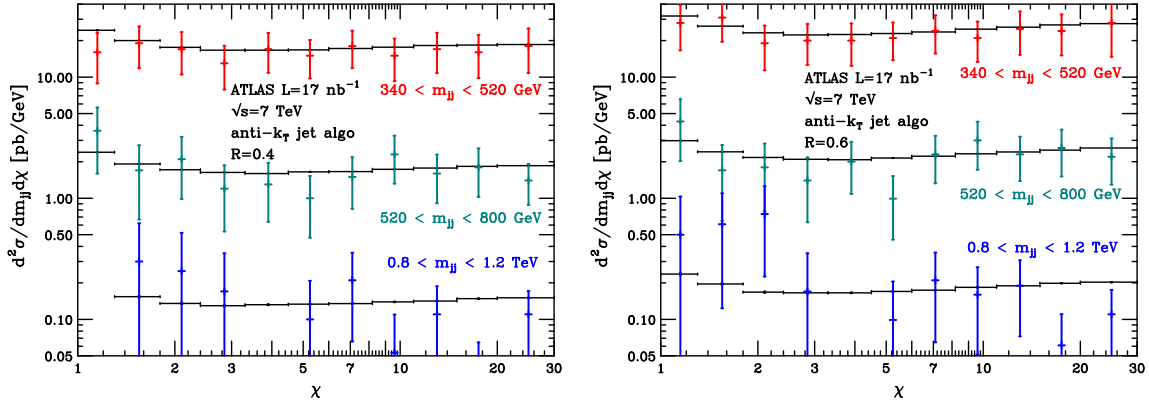 d²σ/dm_jj dχ [pb/GeV]
10.00
5.00
1.00
0.50
0.10
0.05
340 < m_jj < 520 GeV
ATLAS L=17 nb⁻¹
√s=7 TeV
anti-k_T jet algo
R=0.4
520 < m_jj < 800 GeV
0.8 < m_jj < 1.2 TeV
1 2 3 5 7 10 20 30
χ
d²σ/dm_jj dχ [pb/GeV]
10.00
5.00
1.00
0.50
0.10
0.05
340 < m_jj < 520 GeV
ATLAS L=17 nb⁻¹
√s=7 TeV
anti-k_T jet algo
R=0.6
520 < m_jj < 800 GeV
0.8 < m_jj < 1.2 TeV
1 2 3 5 7 10 20 30
χ